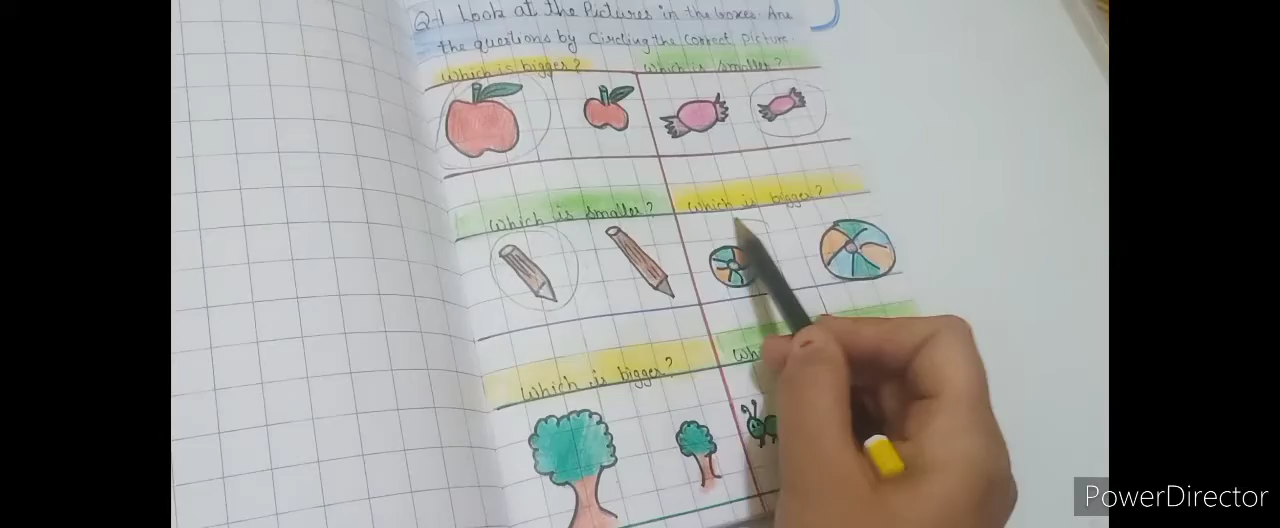 Q-1 Look at the Pictures in the boxes. Ans
the questions by Circling the Correct picture.
Which is bigger?
Which is smaller?
Which is smaller?
Which is bigger?
Which is bigger?
Wh
PowerDirector